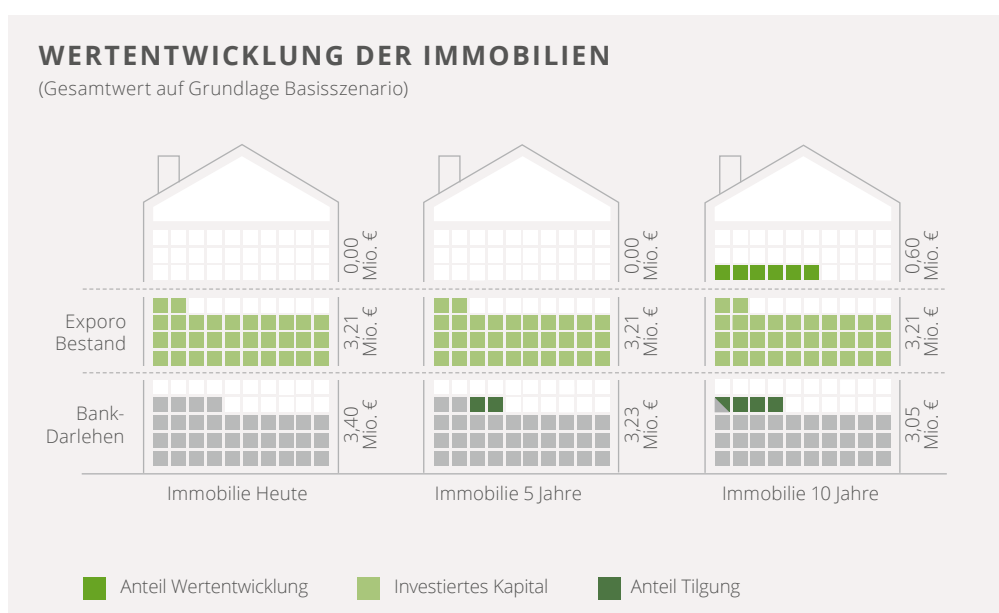 WERTENTWICKLUNG DER IMMOBILIEN
(Gesamtwert auf Grundlage Basisszenario)
0,00
Mio. €
0,00
Mio. €
0,60
Mio. €
Exporo
Bestand
3,21
Mio. €
3,21
Mio. €
3,21
Mio. €
Bank-
Darlehen
3,40
Mio. €
3,23
Mio. €
3,05
Mio. €
Immobilie Heute
Immobilie 5 Jahre
Immobilie 10 Jahre
Anteil Wertentwicklung
Investiertes Kapital
Anteil Tilgung